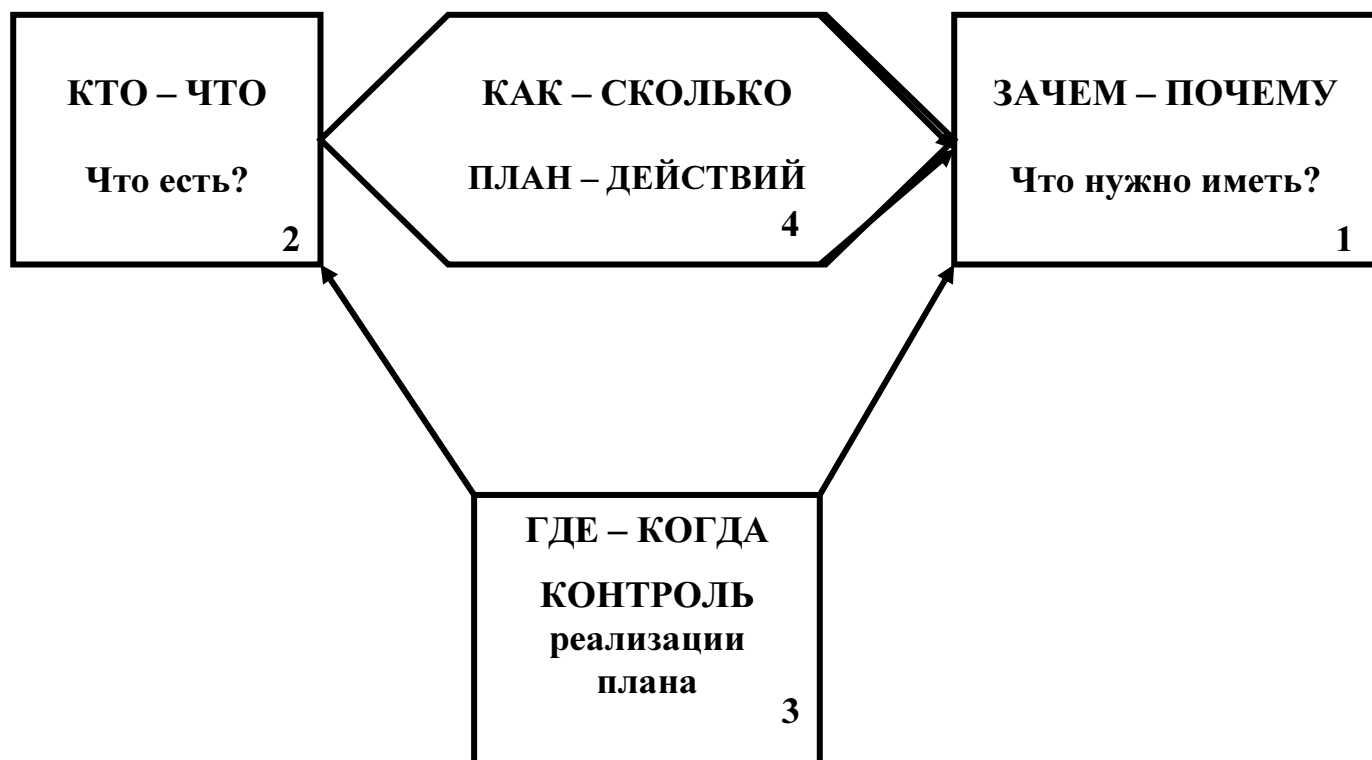 КТО – ЧТО
Что есть?
2
КАК – СКОЛЬКО
ПЛАН – ДЕЙСТВИЙ
4
ЗАЧЕМ – ПОЧЕМУ
Что нужно иметь?
1
ГДЕ – КОГДА
КОНТРОЛЬ
реализации
плана
3